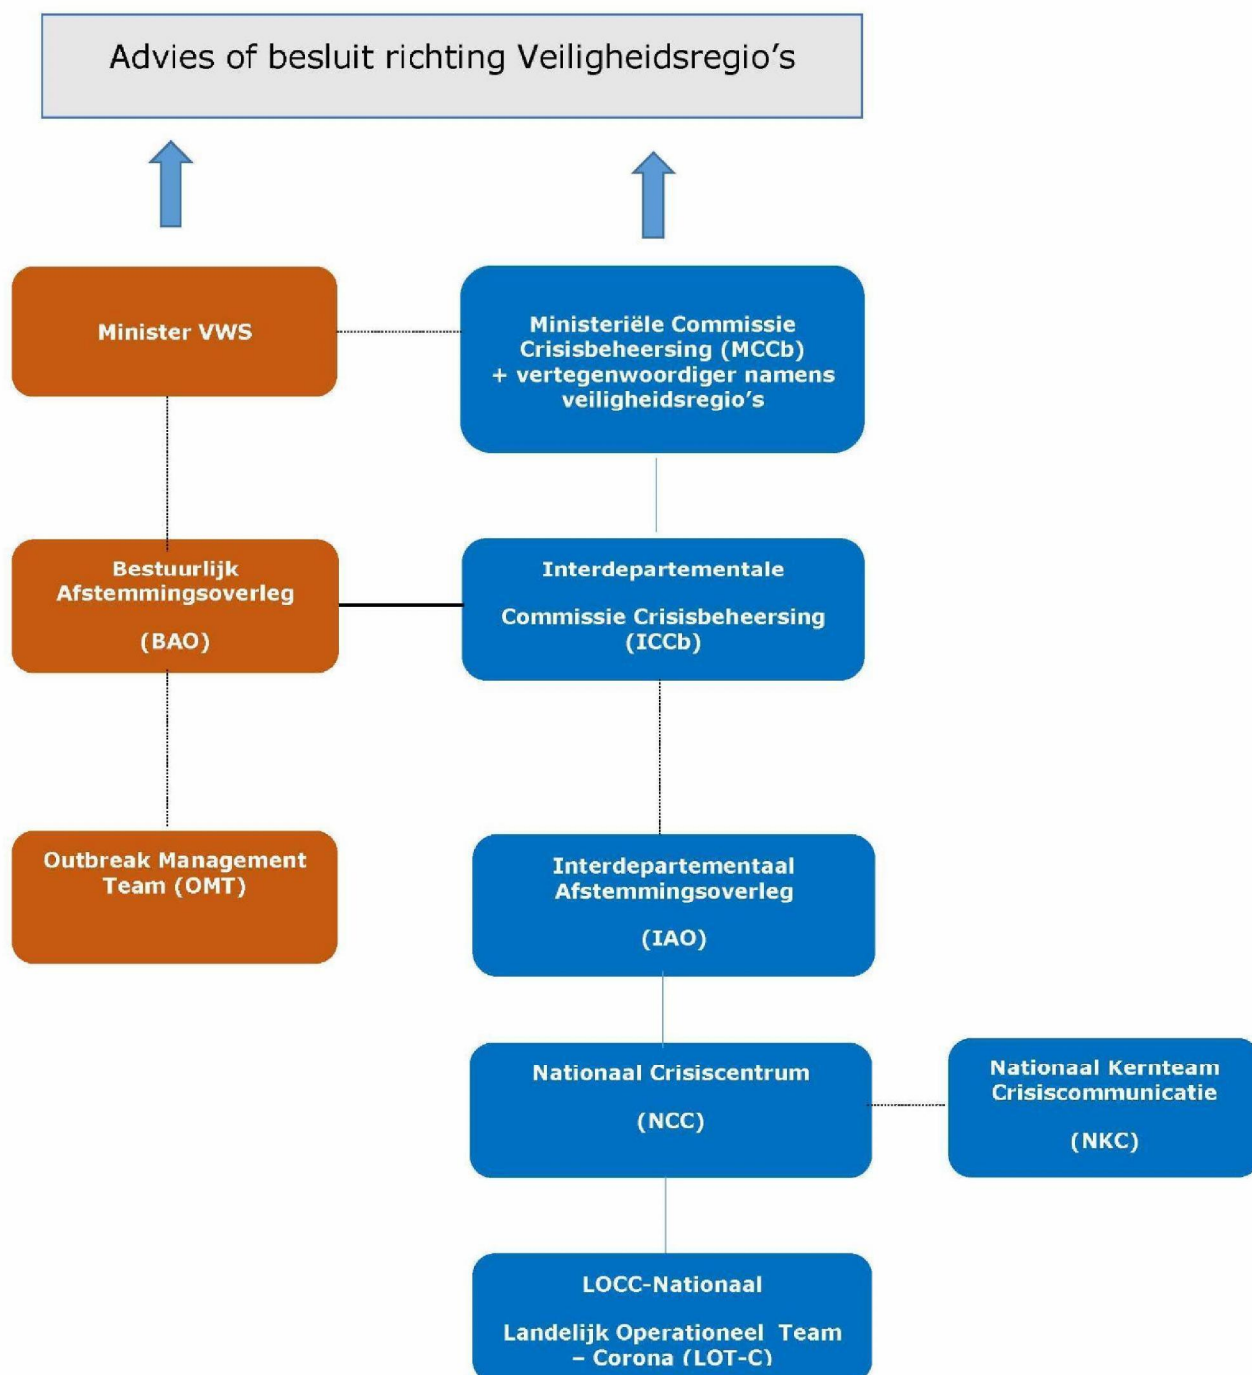 Advies of besluit richting Veiligheidsregio's
Minister VWS
Ministeriële Commissie
Crisisbeheersing (MCCb)
+ vertegenwoordiger namens
veiligheidsregio's
Bestuurlijk
Afstemmingsoverleg
(BAO)
Interdepartementale
Commissie Crisisbeheersing
(ICCb)
Outbreak Management
Team (OMT)
Interdepartementaal
Afstemmingsoverleg
(IAO)
Nationaal Crisiscentrum
(NCC)
Nationaal Kernteam
Crisiscommunicatie
(NKC)
LOCC-Nationaal
Landelijk Operationeel Team
– Corona (LOT-C)